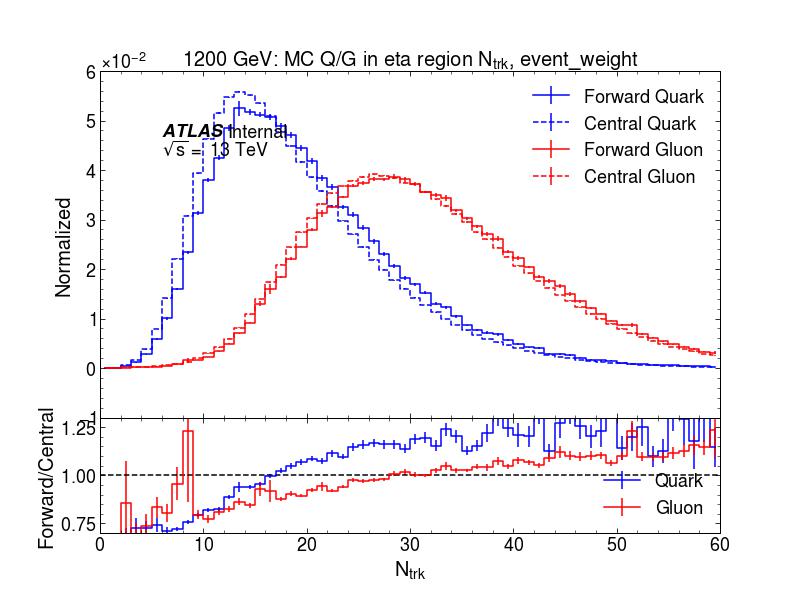 ×10⁻² 1200 GeV: MC Q/G in eta region Nₜᵣₖ, event_weight
6
5
4
3
2
1
0
−1
Normalized
ATLAS Internal
√s = 13 TeV
Forward Quark
Central Quark
Forward Gluon
Central Gluon
1.25
1.00
0.75
Forward/Central
Quark
Gluon
0 10 20 30 40 50 60
Nₜᵣₖ